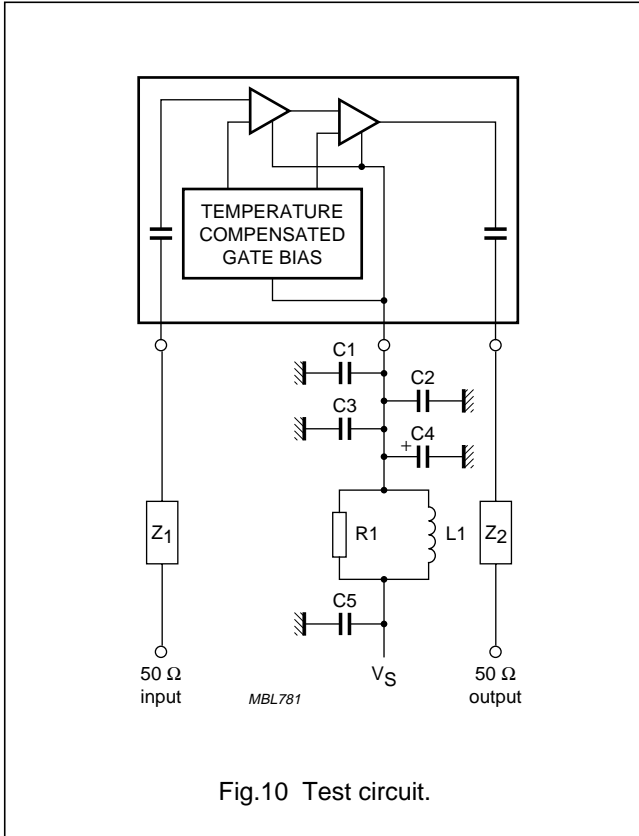 TEMPERATURE
COMPENSATED
GATE BIAS
C1
C2
C3
C4
+
R1
L1
Z1
Z2
C5
VS
50 Ω
input
50 Ω
output
MBL781
Fig.10 Test circuit.